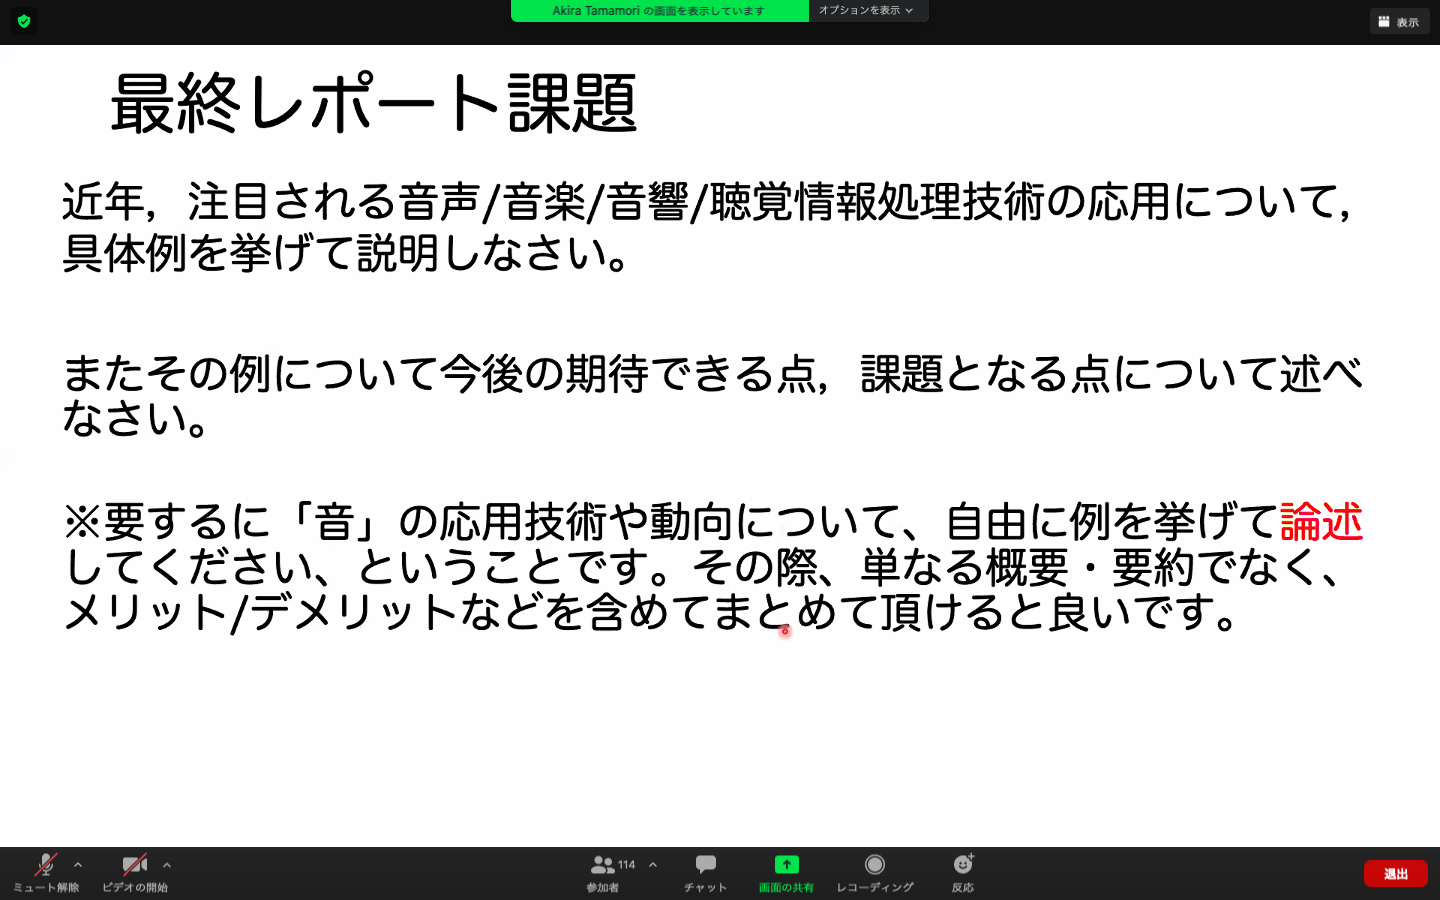 Akira Tamamori の画面を表示しています
オプションを表示
表示
最終レポート課題
近年，注目される音声/音楽/音響/聴覚情報処理技術の応用について，
具体例を挙げて説明しなさい。
またその例について今後の期待できる点，課題となる点について述べ
なさい。
※要するに「音」の応用技術や動向について、自由に例を挙げて論述
してください、ということです。その際、単なる概要・要約でなく、
メリット/デメリットなどを含めてまとめて頂けると良いです。
ミュート解除
ビデオの開始
114
参加者
チャット
画面の共有
レコーディング
反応
退出